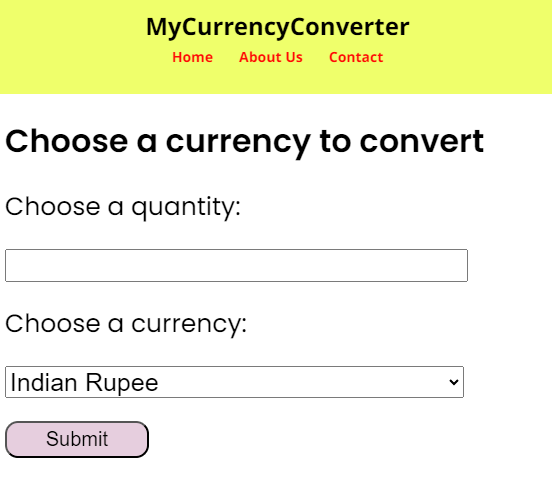 MyCurrencyConverter
Home About Us Contact
Choose a currency to convert
Choose a quantity:
Choose a currency:
Indian Rupee
Submit